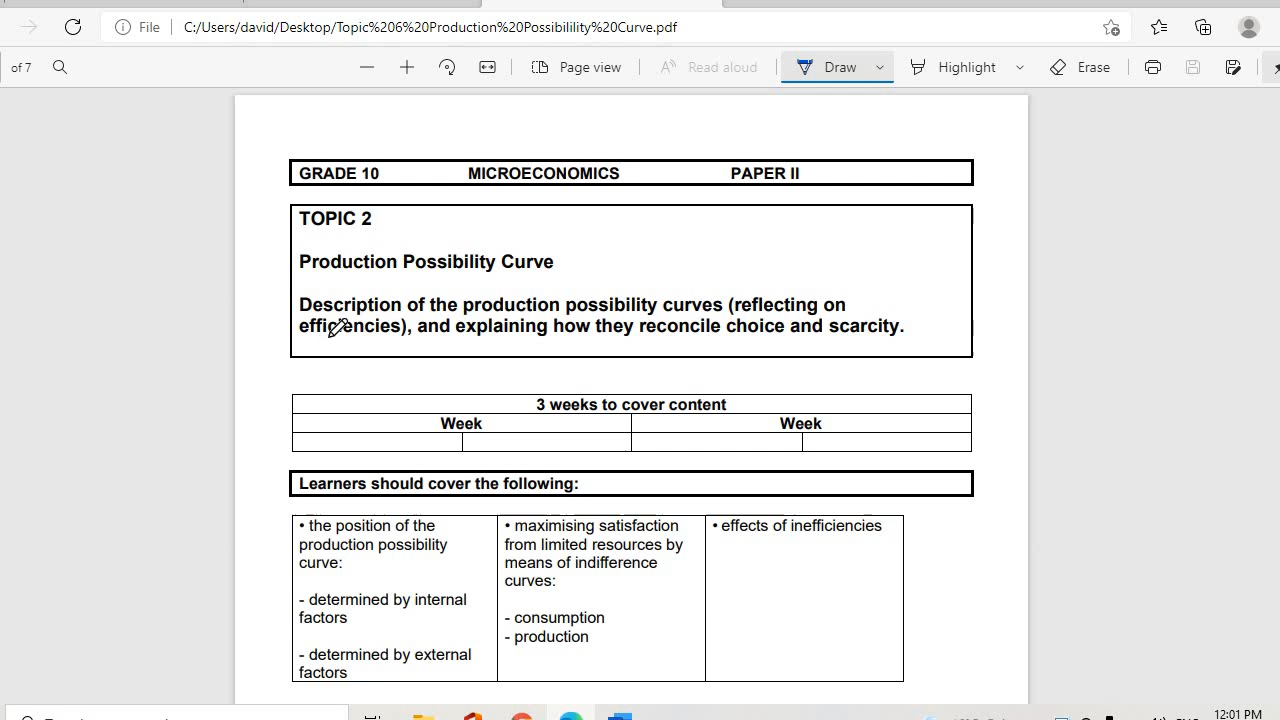 File C:/Users/david/Desktop/Topic%206%20Production%20Possibilility%20Curve.pdf
of 7 Page view Read aloud Draw Highlight Erase
GRADE 10 MICROECONOMICS PAPER II
TOPIC 2
Production Possibility Curve
Description of the production possibility curves (reflecting on
efficiencies), and explaining how they reconcile choice and scarcity.
3 weeks to cover content
Week Week
Learners should cover the following:
• the position of the
production possibility
curve:
- determined by internal
factors
- determined by external
factors
• maximising satisfaction
from limited resources by
means of indifference
curves:
- consumption
- production
• effects of inefficiencies
12:01 PM